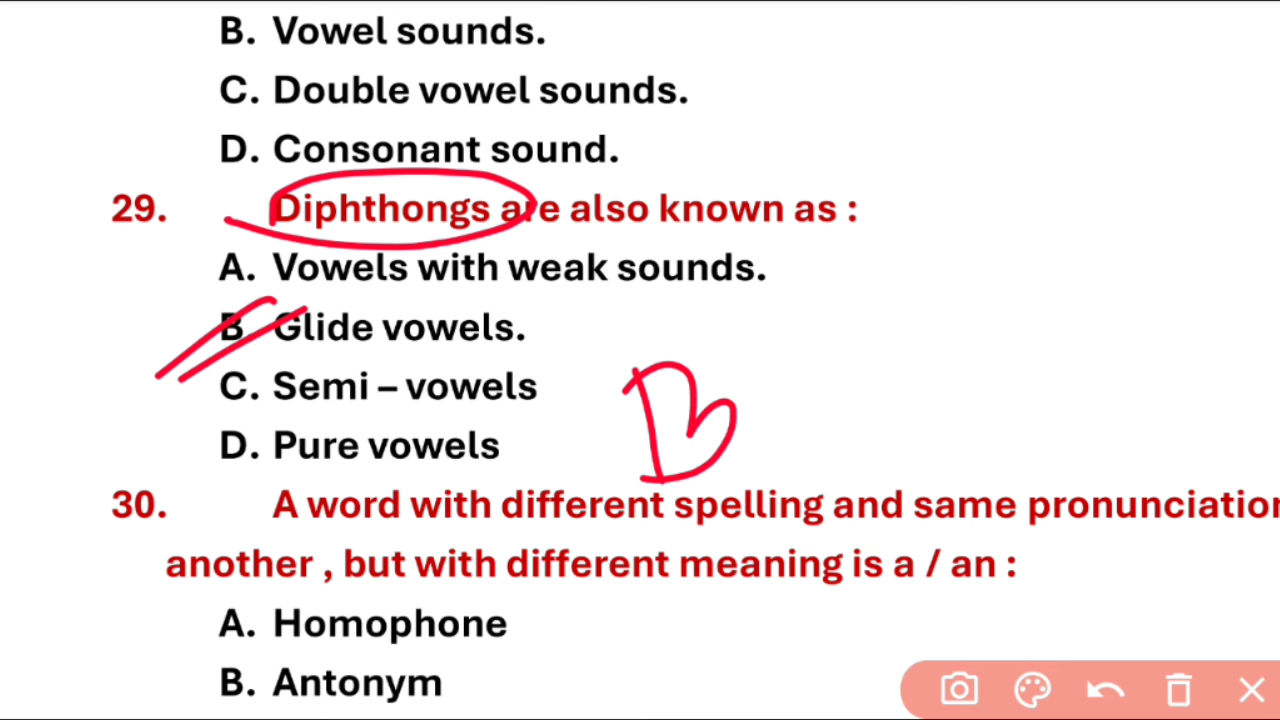 B. Vowel sounds.
C. Double vowel sounds.
D. Consonant sound.
29. Diphthongs are also known as :
A. Vowels with weak sounds.
B. Glide vowels.
C. Semi – vowels
D. Pure vowels
B
30. A word with different spelling and same pronunciation
another , but with different meaning is a / an :
A. Homophone
B. Antonym